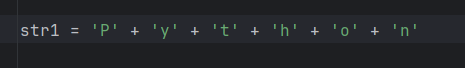 str1 = 'P' + 'y' + 't' + 'h' + 'o' + 'n'